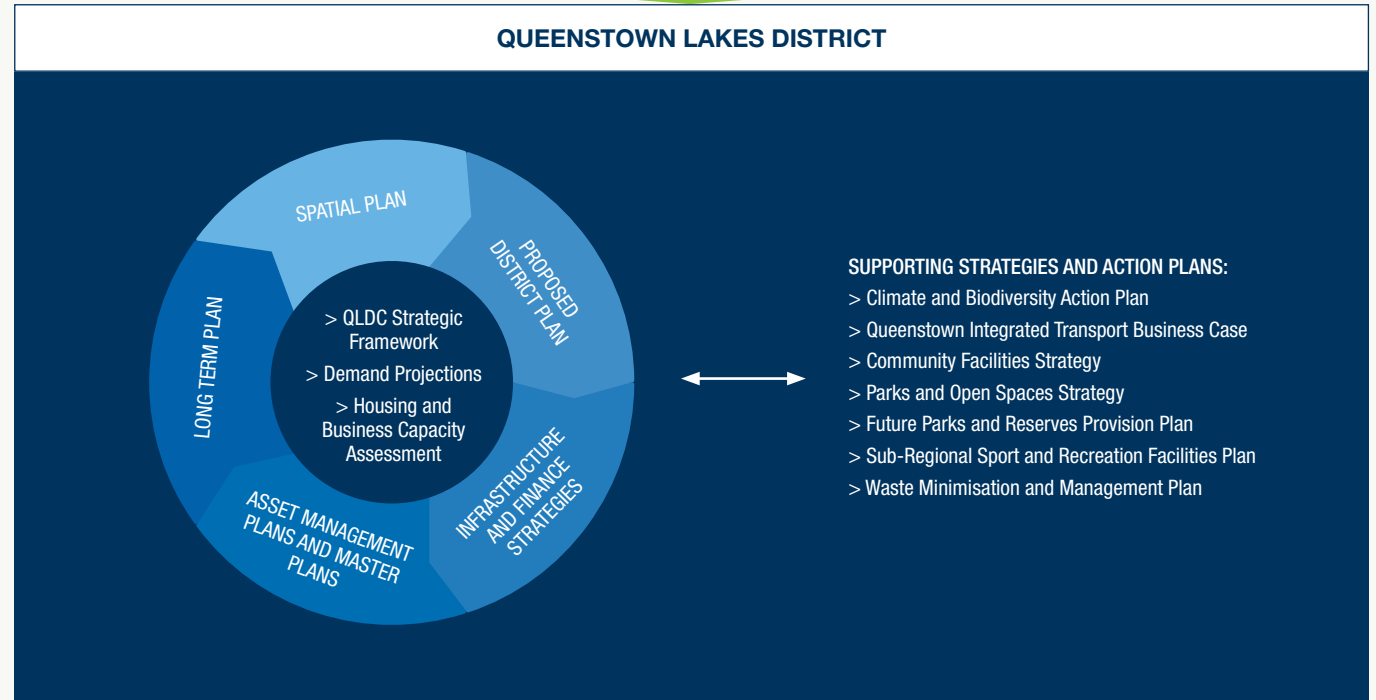 QUEENSTOWN LAKES DISTRICT
SPATIAL PLAN
PROPOSED
DISTRICT PLAN
INFRASTRUCTURE
AND FINANCE
STRATEGIES
ASSET MANAGEMENT
PLANS AND MASTER
PLANS
LONG TERM PLAN
> QLDC Strategic
Framework
> Demand Projections
> Housing and
Business Capacity
Assessment
SUPPORTING STRATEGIES AND ACTION PLANS:
> Climate and Biodiversity Action Plan
> Queenstown Integrated Transport Business Case
> Community Facilities Strategy
> Parks and Open Spaces Strategy
> Future Parks and Reserves Provision Plan
> Sub-Regional Sport and Recreation Facilities Plan
> Waste Minimisation and Management Plan